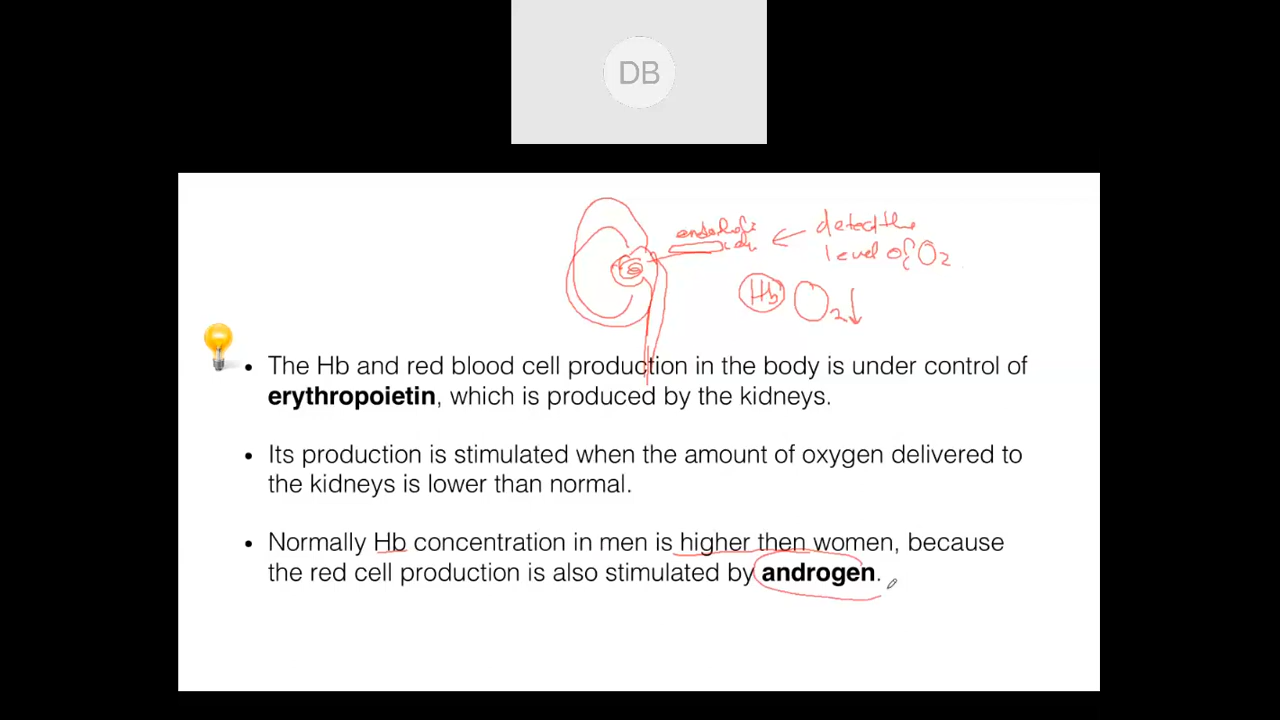 DB
detect the
level of O2
Hb O2↓
• The Hb and red blood cell production in the body is under control of
erythropoietin, which is produced by the kidneys.
• Its production is stimulated when the amount of oxygen delivered to
the kidneys is lower than normal.
• Normally Hb concentration in men is higher then women, because
the red cell production is also stimulated by androgen.